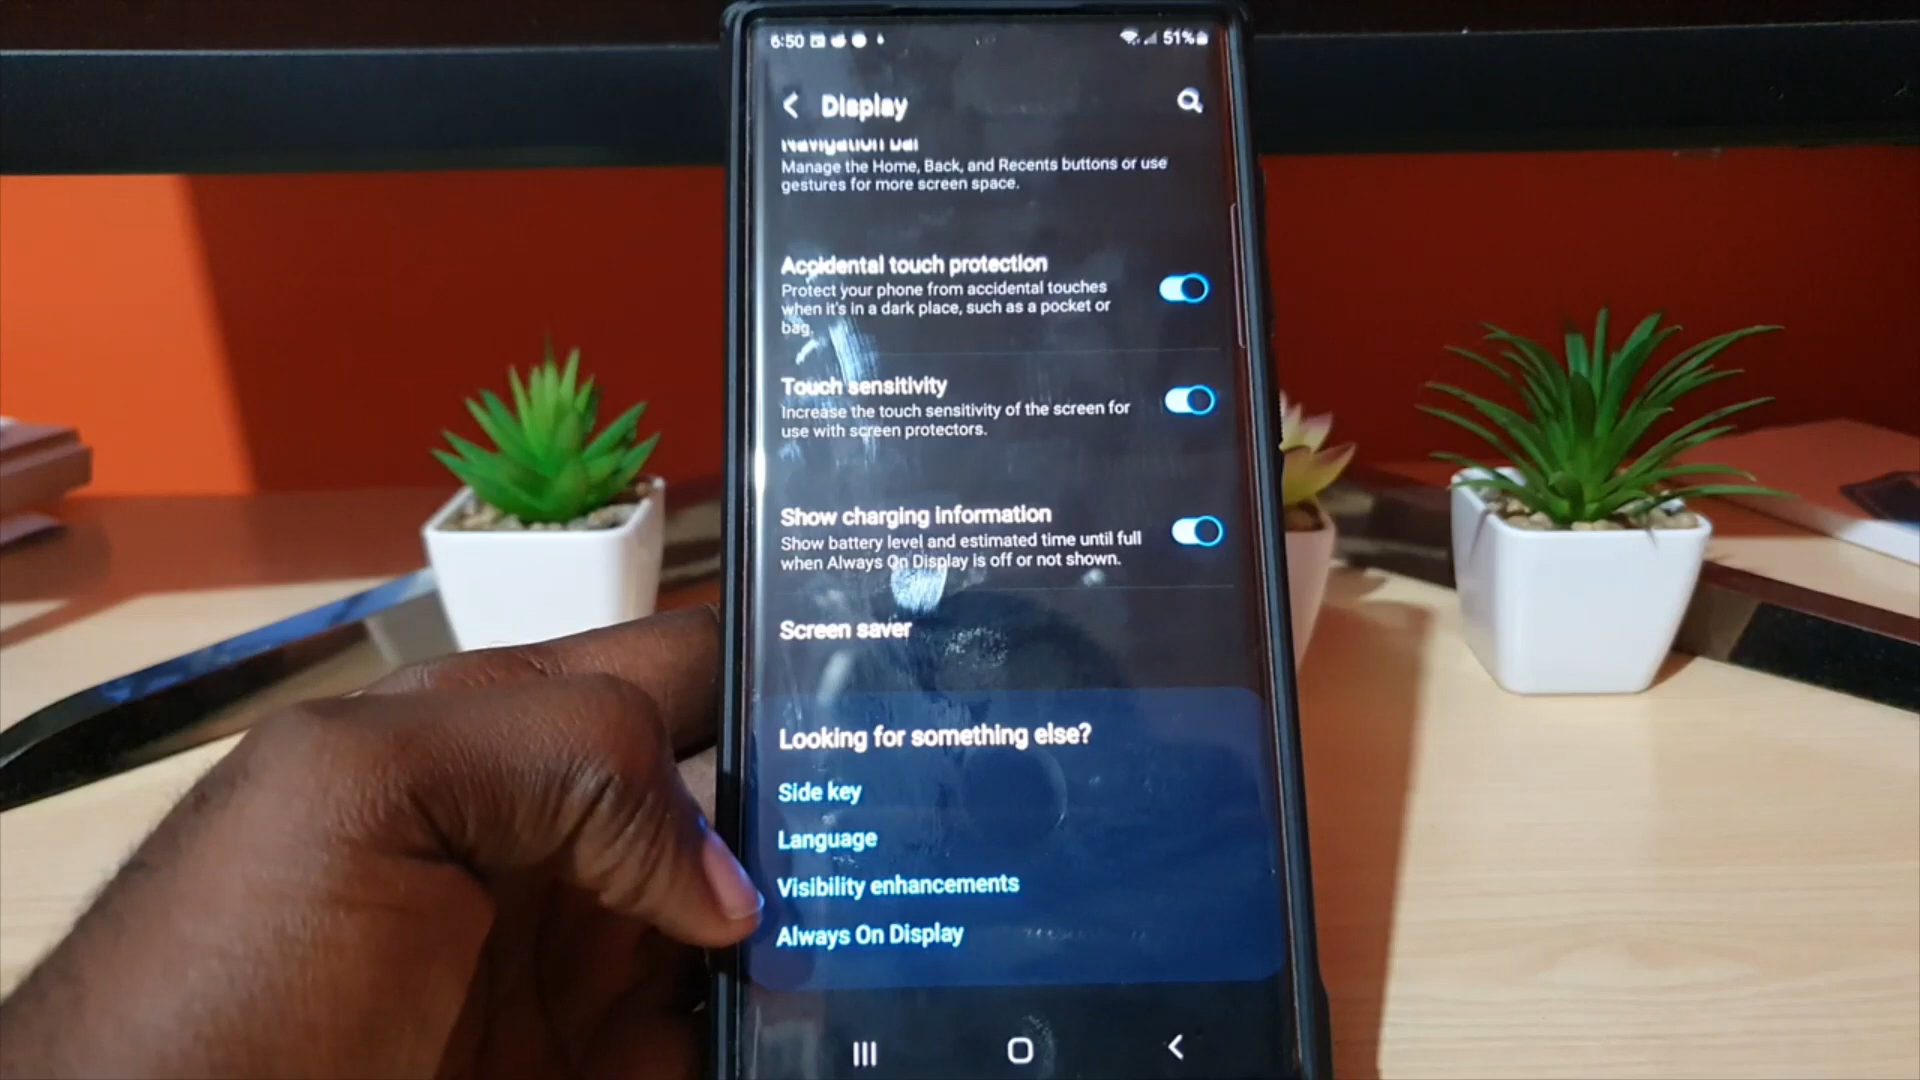 6:50
51%
Display
Navigation bar
Manage the Home, Back, and Recents buttons or use
gestures for more screen space.
Accidental touch protection
Protect your phone from accidental touches
when it's in a dark place, such as a pocket or
bag.
Touch sensitivity
Increase the touch sensitivity of the screen for
use with screen protectors.
Show charging information
Show battery level and estimated time until full
when Always On Display is off or not shown.
Screen saver
Looking for something else?
Side key
Language
Visibility enhancements
Always On Display